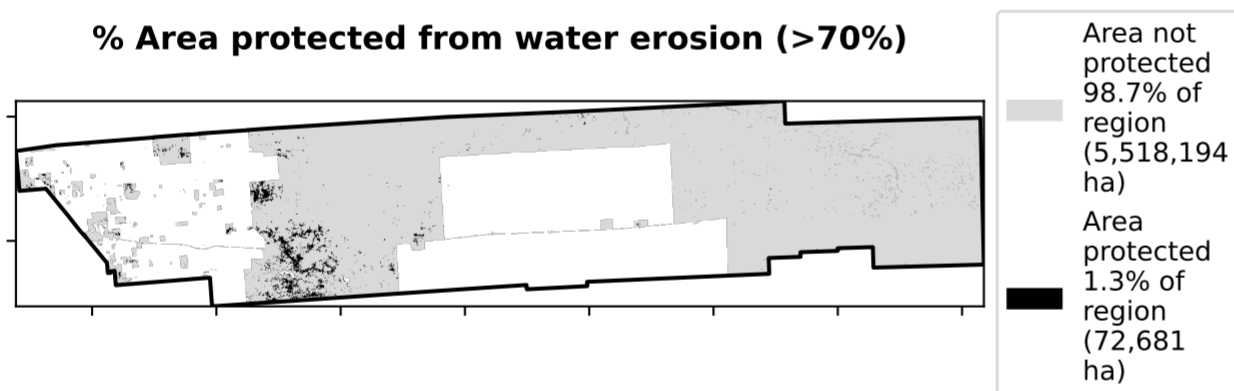 % Area protected from water erosion (>70%)
Area not
protected
98.7% of
region
(5,518,194
ha)
Area
protected
1.3% of
region
(72,681
ha)